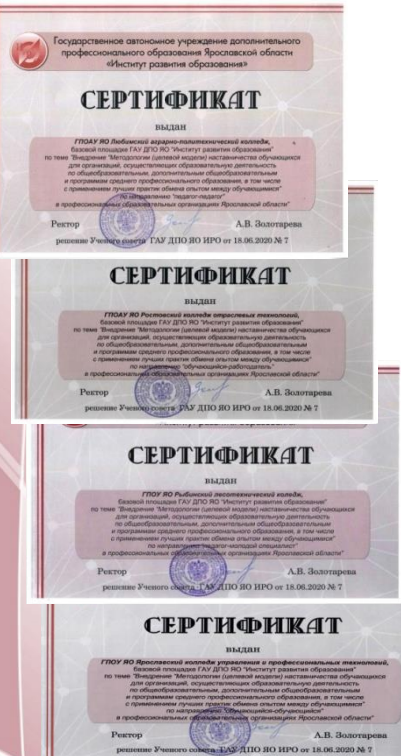 Государственное автономное учреждение дополнительного
профессионального образования Ярославской области
«Институт развития образования»
СЕРТИФИКАТ
выдан
ГПОАУ ЯО Любимский аграрно-политехнический колледж,
базовой площадке ГАУ ДПО ЯО "Институт развития образования"
по теме "Внедрение "Методологии (целевой модели) наставничества обучающихся
для организаций, осуществляющих образовательную деятельность
по общеобразовательным, дополнительным общеобразовательным
и программам среднего профессионального образования, в том числе
с применением лучших практик обмена опытом между обучающимися"
по направлению "педагог-педагог"
в профессиональных образовательных организациях Ярославской области"
Ректор А.В. Золотарева
решение Ученого совета ГАУ ДПО ЯО ИРО от 18.06.2020 № 7
СЕРТИФИКАТ
выдан
ГПОАУ ЯО Ростовский колледж отраслевых технологий,
базовой площадке ГАУ ДПО ЯО "Институт развития образования"
по теме "Внедрение "Методологии (целевой модели) наставничества обучающихся
для организаций, осуществляющих образовательную деятельность
по общеобразовательным, дополнительным общеобразовательным
и программам среднего профессионального образования, в том числе
с применением лучших практик обмена опытом между обучающимися"
по направлению "обучающийся-работодатель"
в профессиональных образовательных организациях Ярославской области"
Ректор А.В. Золотарева
решение Ученого совета ГАУ ДПО ЯО ИРО от 18.06.2020 № 7
СЕРТИФИКАТ
выдан
ГПОУ ЯО Рыбинский лесотехнический колледж,
базовой площадке ГАУ ДПО ЯО "Институт развития образования"
по теме "Внедрение "Методологии (целевой модели) наставничества обучающихся
для организаций, осуществляющих образовательную деятельность
по общеобразовательным, дополнительным общеобразовательным
и программам среднего профессионального образования, в том числе
с применением лучших практик обмена опытом между обучающимися"
по направлению "педагог-молодой специалист"
в профессиональных образовательных организациях Ярославской области"
Ректор А.В. Золотарева
решение Ученого совета ГАУ ДПО ЯО ИРО от 18.06.2020 № 7
СЕРТИФИКАТ
выдан
ГПОУ ЯО Ярославский колледж управления и профессиональных технологий,
базовой площадке ГАУ ДПО ЯО "Институт развития образования"
по теме "Внедрение "Методологии (целевой модели) наставничества обучающихся
для организаций, осуществляющих образовательную деятельность
по общеобразовательным, дополнительным общеобразовательным
и программам среднего профессионального образования, в том числе
с применением лучших практик обмена опытом между обучающимися"
по направлению "обучающийся-обучающийся"
в профессиональных образовательных организациях Ярославской области"
Ректор А.В. Золотарева
решение Ученого совета ГАУ ДПО ЯО ИРО от 18.06.2020 № 7